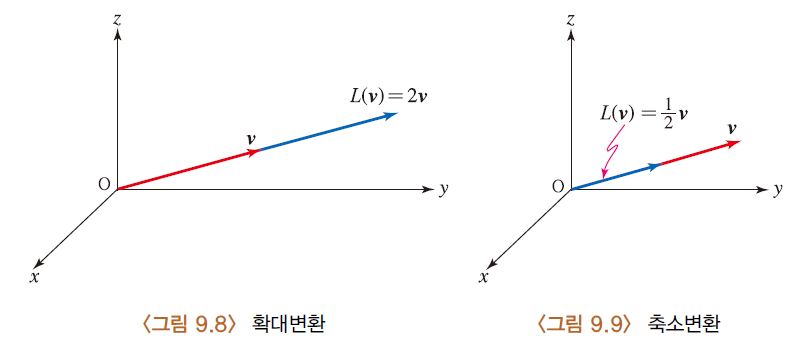 z
L(v)=2v
v
O
y
x
〈그림 9.8〉 확대변환
z
L(v) = 1/2 v
v
O
y
x
〈그림 9.9〉 축소변환